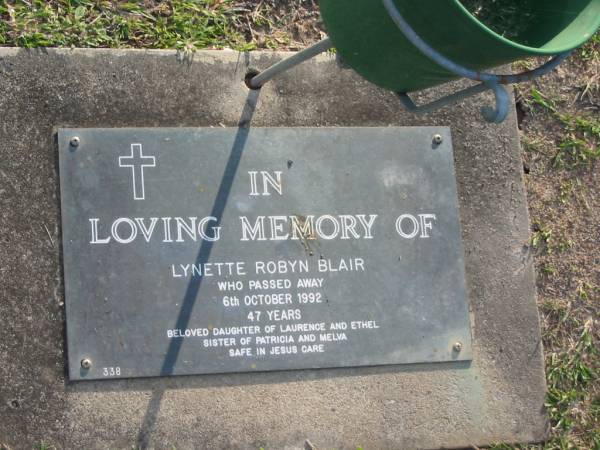 IN
LOVING MEMORY OF
LYNETTE ROBYN BLAIR
WHO PASSED AWAY
6th OCTOBER 1992
47 YEARS
BELOVED DAUGHTER OF LAURENCE AND ETHEL
SISTER OF PATRICIA AND MELVA
SAFE IN JESUS CARE
338